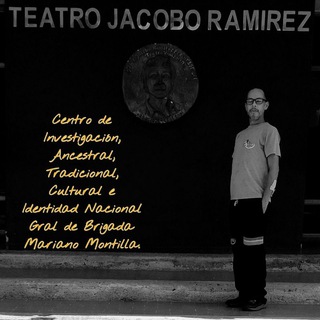 TEATRO JACOBO RAMIREZ
Centro de
Investigación,
Ancestral,
Tradicional,
Cultural e
Identidad Nacional
Gral de Brigada
Mariano Montilla.